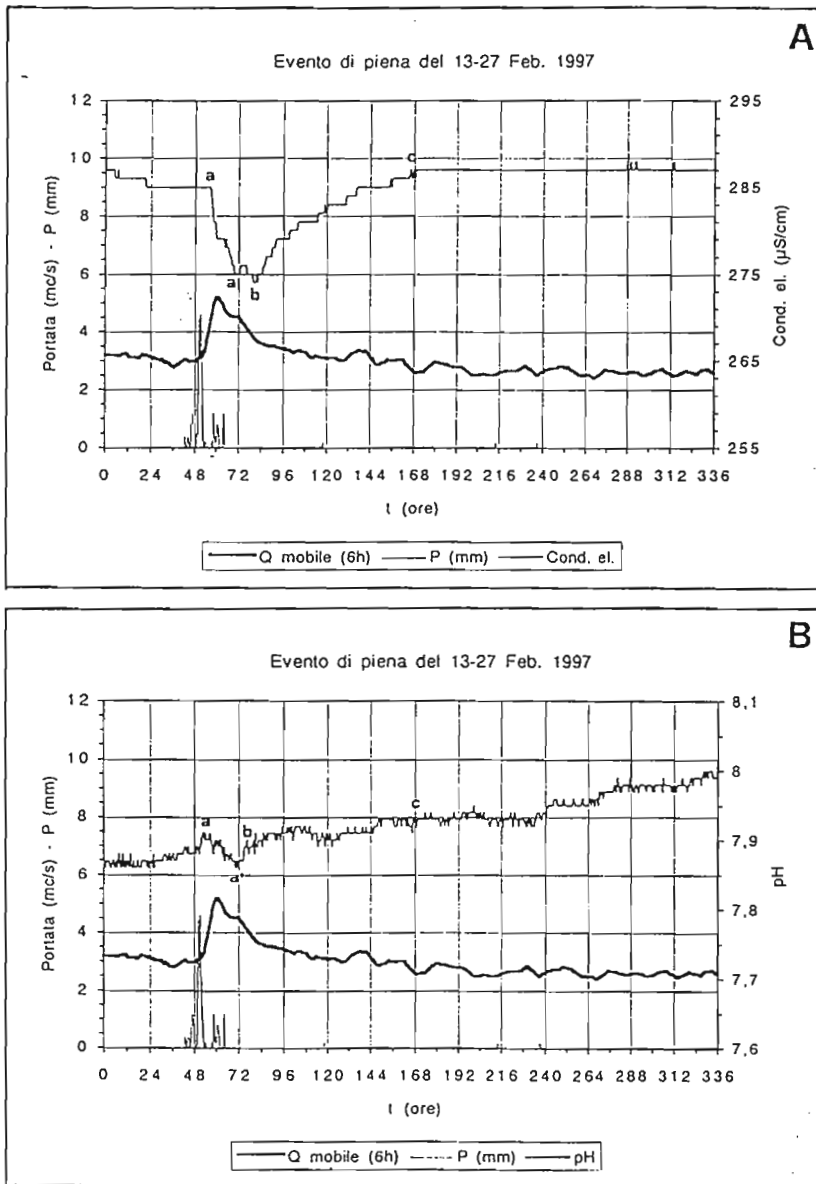 A
Evento di piena del 13-27 Feb. 1997
Portata (mc/s) - P (mm)
12
10
8
6
4
2
0
295
285
275
265
255
Cond. el. (µS/cm)
a
a
b
c
0 24 48 72 96 120 144 168 192 216 240 264 288 312 336
t (ore)
Q mobile (6h) P (mm) Cond. el.
B
Evento di piena del 13-27 Feb. 1997
Portata (mc/s) - P (mm)
12
10
8
6
4
2
0
8,1
8
7,9
7,8
7,7
7,6
pH
a
b
a'
c
0 24 48 72 96 120 144 168 192 216 240 264 288 312 336
t (ore)
Q mobile (6h) P (mm) pH